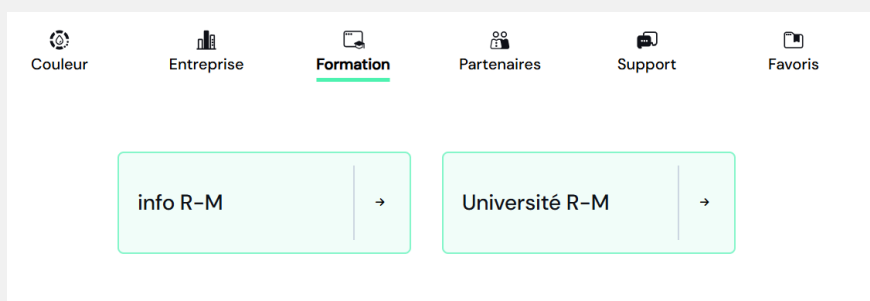 Couleur
Entreprise
Formation
Partenaires
Support
Favoris
info R-M
Université R-M